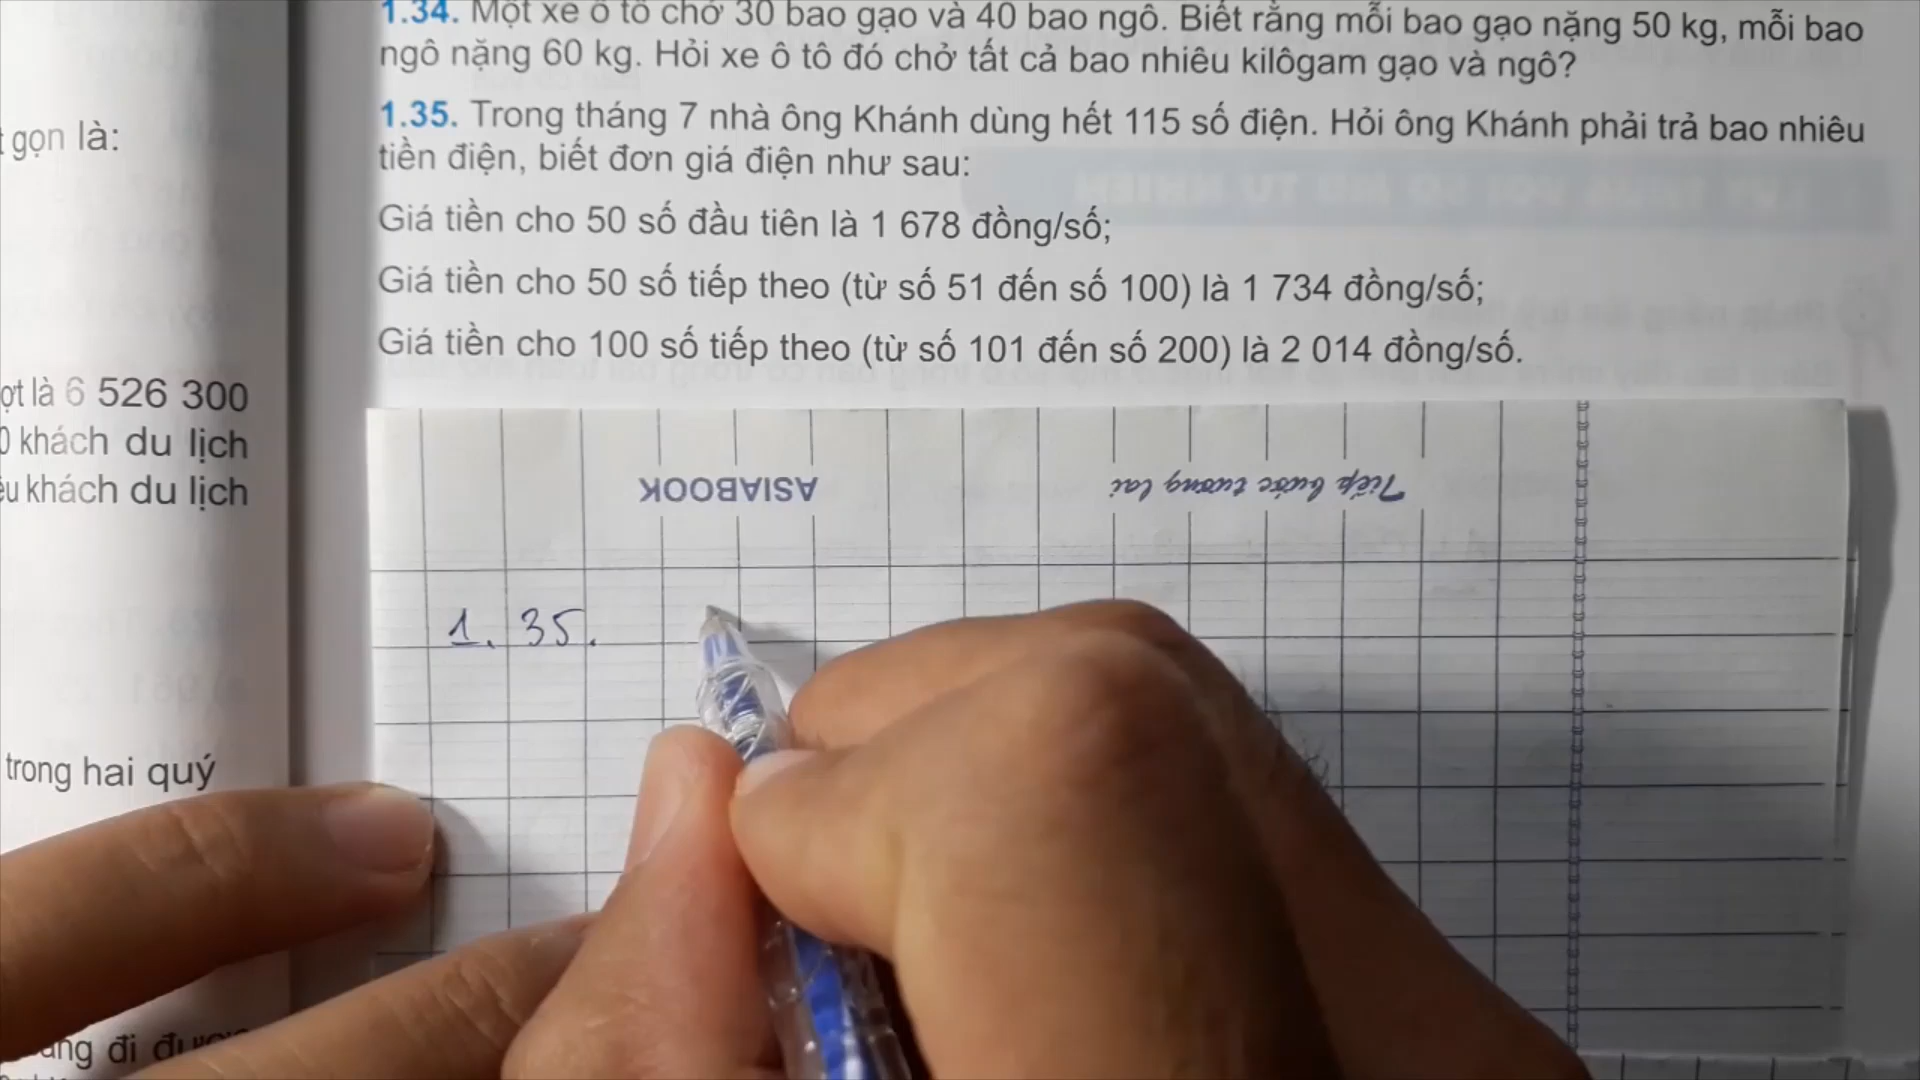 1.34. Một xe ô tô chở 30 bao gạo và 40 bao ngô. Biết rằng mỗi bao gạo nặng 50 kg, mỗi bao
ngô nặng 60 kg. Hỏi xe ô tô đó chở tất cả bao nhiêu kilôgam gạo và ngô?
1.35. Trong tháng 7 nhà ông Khánh dùng hết 115 số điện. Hỏi ông Khánh phải trả bao nhiêu
tiền điện, biết đơn giá điện như sau:
Giá tiền cho 50 số đầu tiên là 1 678 đồng/số;
Giá tiền cho 50 số tiếp theo (từ số 51 đến số 100) là 1 734 đồng/số;
Giá tiền cho 100 số tiếp theo (từ số 101 đến số 200) là 2 014 đồng/số.
gọn là:
ợt là 6 526 300
khách du lịch
khách du lịch
trong hai quý
đi
ASIABOOK
Tiếp bước tương lai
1. 35.